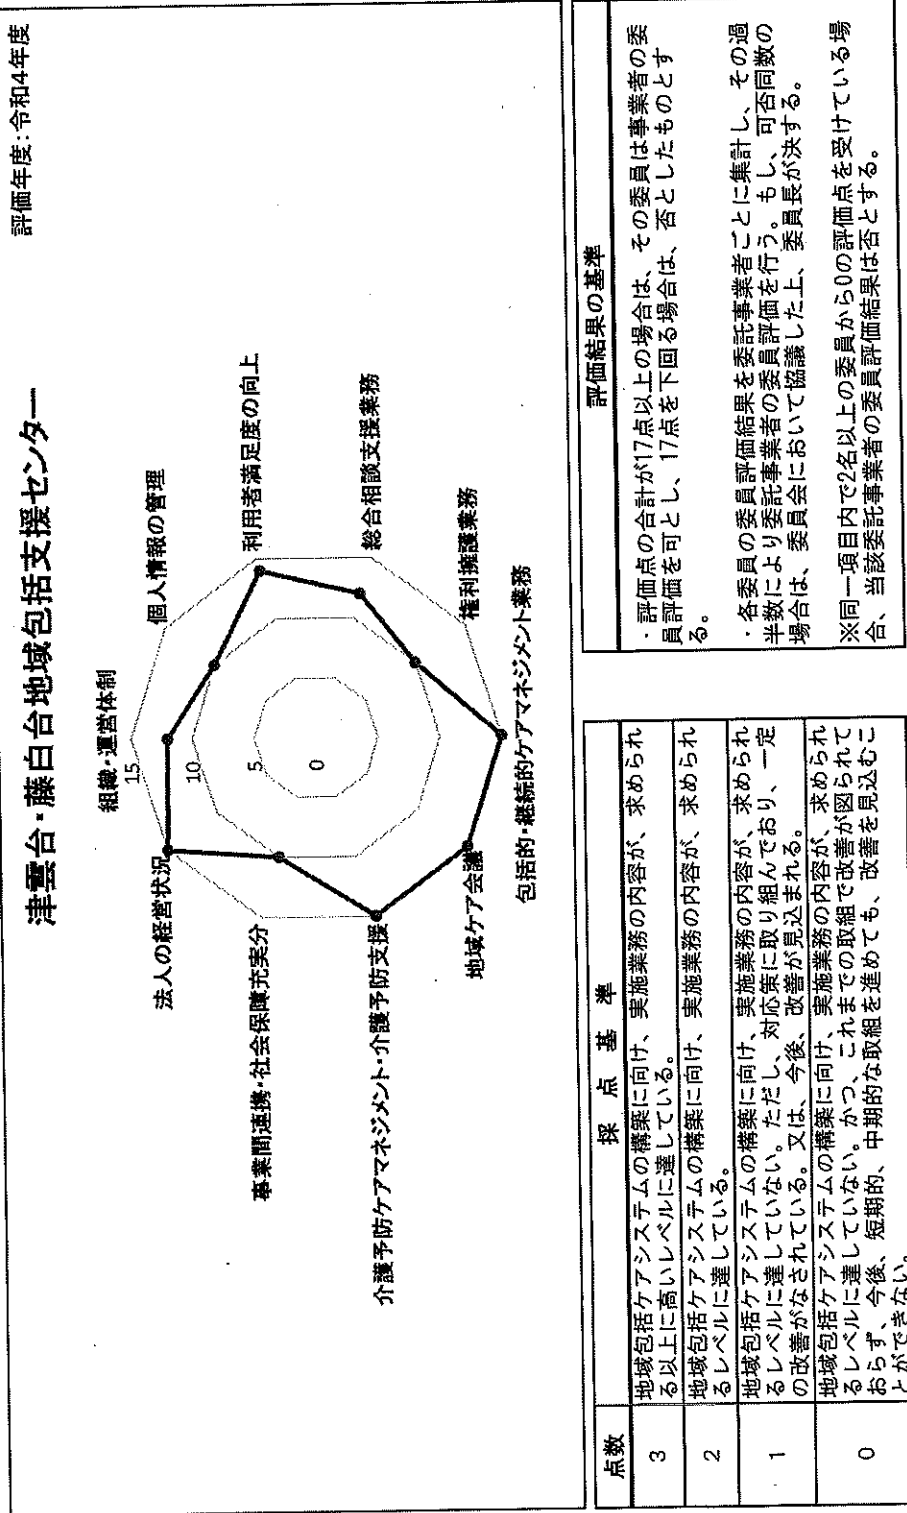 評価年度:令和4年度
津雲台・藤白台地域包括支援センター
組織・運営体制
個人情報の管理
利用者満足度の向上
総合相談支援業務
権利擁護業務
包括的・継続的ケアマネジメント業務
地域ケア会議
介護予防ケアマネジメント・介護予防支援
事業間連携・社会保障充実分
法人の経営状況
15
10
5
0
点数
採 点 基 準
3
地域包括ケアシステムの構築に向け、実施業務の内容が、求められ
る以上に高いレベルに達している。
2
地域包括ケアシステムの構築に向け、実施業務の内容が、求められ
るレベルに達している。
1
地域包括ケアシステムの構築に向け、実施業務の内容が、求められ
るレベルに達していない。ただし、対応策に取り組んでおり、一定
の改善がなされている。又は、今後、改善が見込まれる。
0
地域包括ケアシステムの構築に向け、実施業務の内容が、求められ
るレベルに達していない。かつ、これまでの取組で改善が図られて
おらず、今後、短期的、中期的な取組を進めても、改善を見込むこ
とができない。
評価結果の基準
・評価点の合計が17点以上の場合は、その委員は事業者の委
員評価を可とし、17点を下回る場合は、否としたものとす
る。
・各委員の委員評価結果を委託事業者ごとに集計し、その過
半数により委託事業者の委員評価を行う。もし、可否同数の
場合は、委員会において協議した上、委員長が決する。
※同一項目内で2名以上の委員から0の評価点を受けている場
合、当該委託事業者の委員評価結果は否とする。